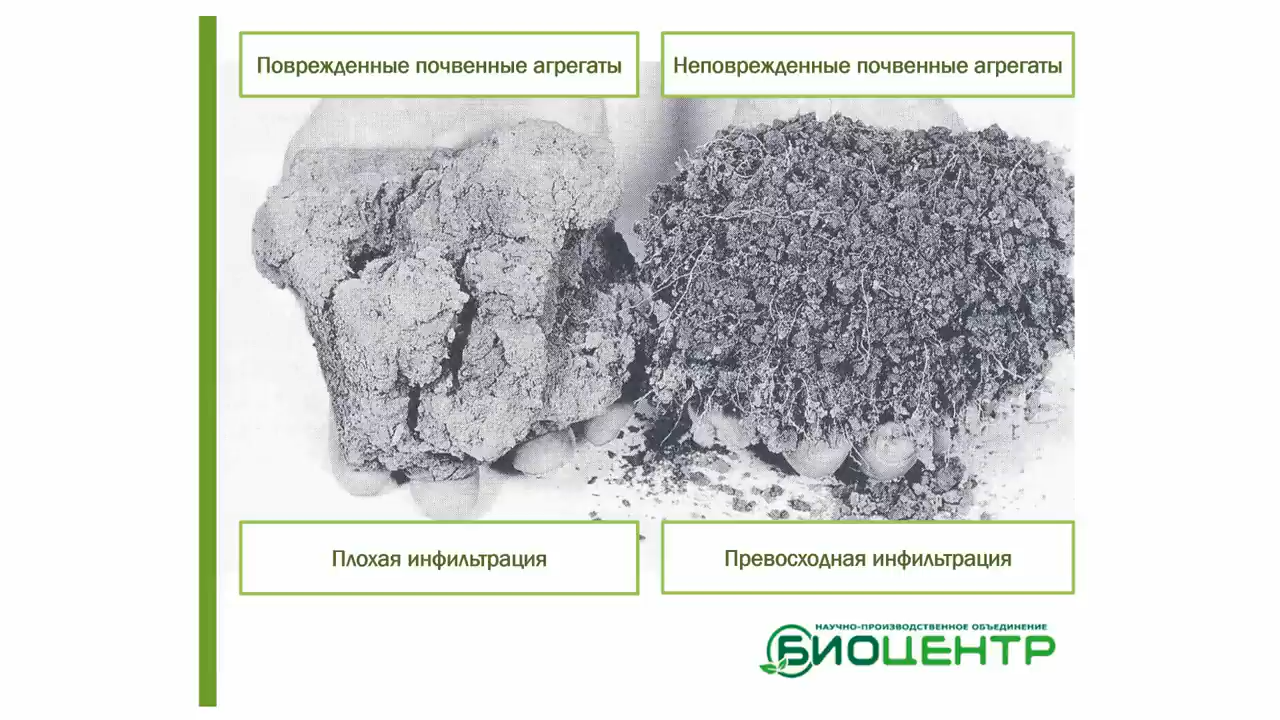 Поврежденные почвенные агрегаты
Неповрежденные почвенные агрегаты
Плохая инфильтрация
Превосходная инфильтрация
НАУЧНО-ПРОИЗВОДСТВЕННОЕ ОБЪЕДИНЕНИЕ
БИОЦЕНТР